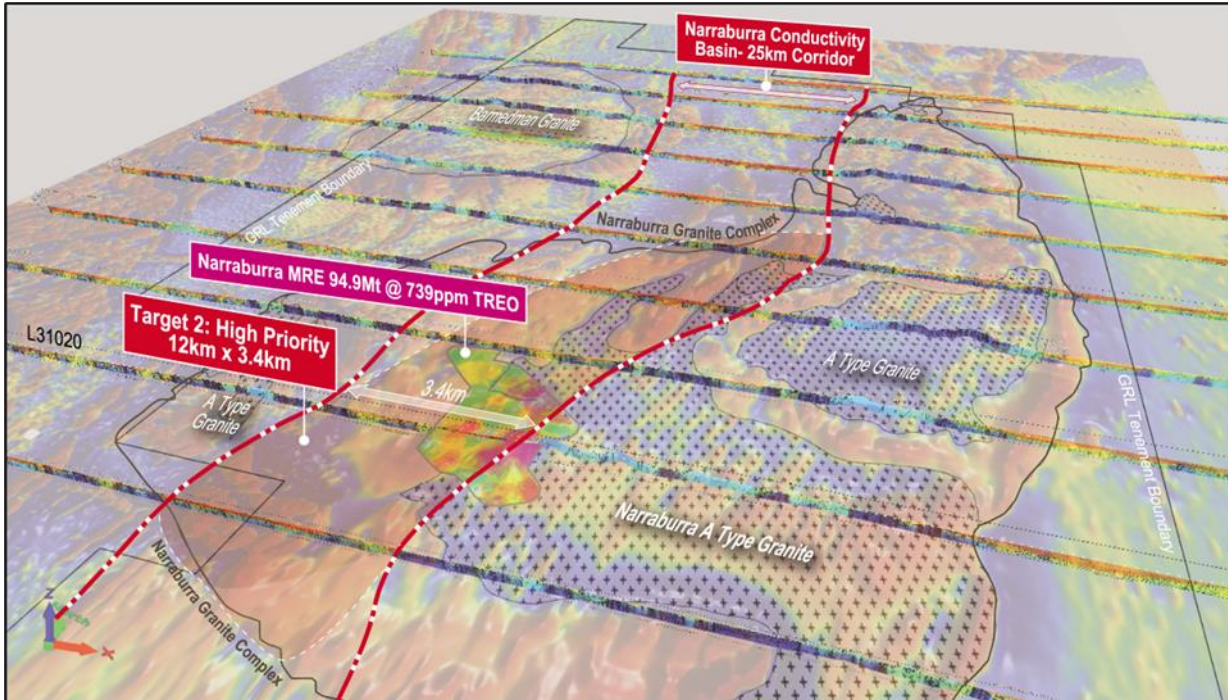 Narraburra Conductivity
Basin- 25km Corridor
Barmedman Granite
GRL Tenement Boundary
Narraburra Granite Complex
Narraburra MRE 94.9Mt @ 739ppm TREO
Target 2: High Priority
12km x 3.4km
L31020
3.4km
A Type Granite
A Type
Granite
GRL Tenement Boundary
Narraburra A Type Granite
Narraburra Granite Complex
Z
X